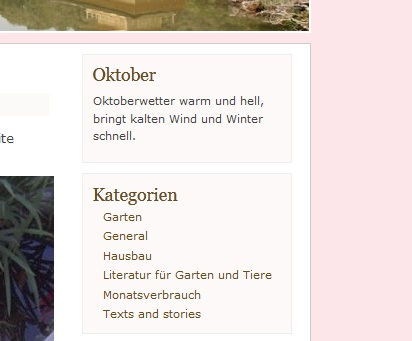 Oktober
Oktoberwetter warm und hell,
bringt kalten Wind und Winter
schnell.
ite
Kategorien
Garten
General
Hausbau
Literatur für Garten und Tiere
Monatsverbrauch
Texts and stories